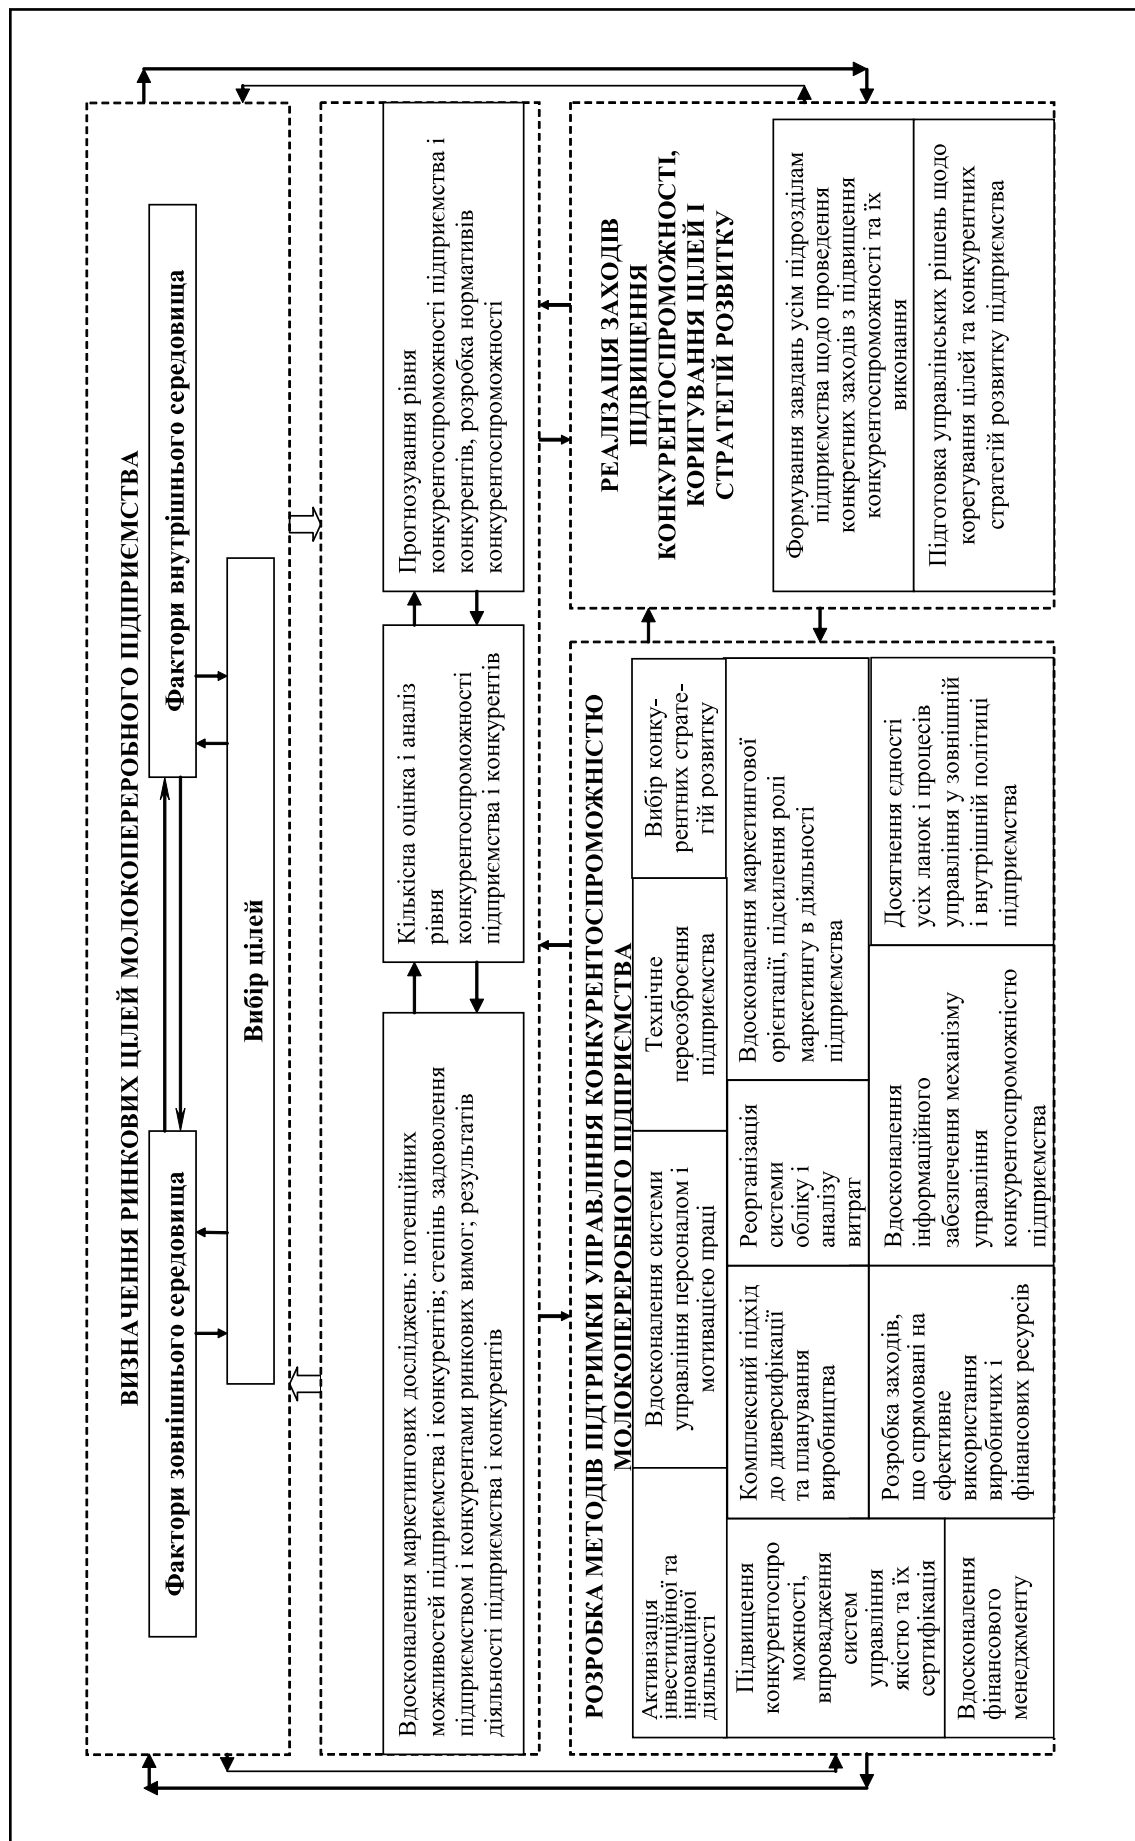 ВИЗНАЧЕННЯ РИНКОВИХ ЦІЛЕЙ МОЛОКОПЕРЕРОБНОГО ПІДПРИЄМСТВА
Фактори зовнішнього середовища
Фактори внутрішнього середовища
Вибір цілей
Вдосконалення маркетингових досліджень: потенційних
можливостей підприємства і конкурентів; степінь задоволення
підприємством і конкурентами ринкових вимог; результатів
діяльності підприємства і конкурентів
Кількісна оцінка і аналіз
рівня
конкурентоспроможності
підприємства і конкурентів
Прогнозування рівня
конкурентоспроможності підприємства і
конкурентів, розробка нормативів
конкурентоспроможності
РОЗРОБКА МЕТОДІВ ПІДТРИМКИ УПРАВЛІННЯ КОНКУРЕНТОСПРОМОЖНІСТЮ
МОЛОКОПЕРЕРОБНОГО ПІДПРИЄМСТВА
Активізація
інвестиційної та
інноваційної
діяльності
Вдосконалення системи
управління персоналом і
мотивацією праці
Технічне
переозброєння
підприємства
Вибір конку-
рентних страте-
гій розвитку
Підвищення
конкурентоспро
можності,
впровадження
систем
управління
якістю та їх
сертифікація
Комплексний підхід
до диверсифікації
та планування
виробництва
Реорганізація
системи
обліку і
аналізу
витрат
Вдосконалення маркетингової
орієнтації, підсилення ролі
маркетингу в діяльності
підприємства
Вдосконалення
фінансового
менеджменту
Розробка заходів,
що спрямовані на
ефективне
використання
виробничих і
фінансових ресурсів
Вдосконалення
інформаційного
забезпечення механізму
управління
конкурентоспроможністю
підприємства
Досягнення єдності
усіх ланок і процесів
управління у зовнішній
і внутрішній політиці
підприємства
РЕАЛІЗАЦІЯ ЗАХОДІВ
ПІДВИЩЕННЯ
КОНКУРЕНТОСПРОМОЖНОСТІ,
КОРИГУВАННЯ ЦІЛЕЙ І
СТРАТЕГІЙ РОЗВИТКУ
Формування завдань усім підрозділам
підприємства щодо проведення
конкретних заходів з підвищення
конкурентоспроможності та їх
виконання
Підготовка управлінських рішень щодо
корегування цілей та конкурентних
стратегій розвитку підприємства